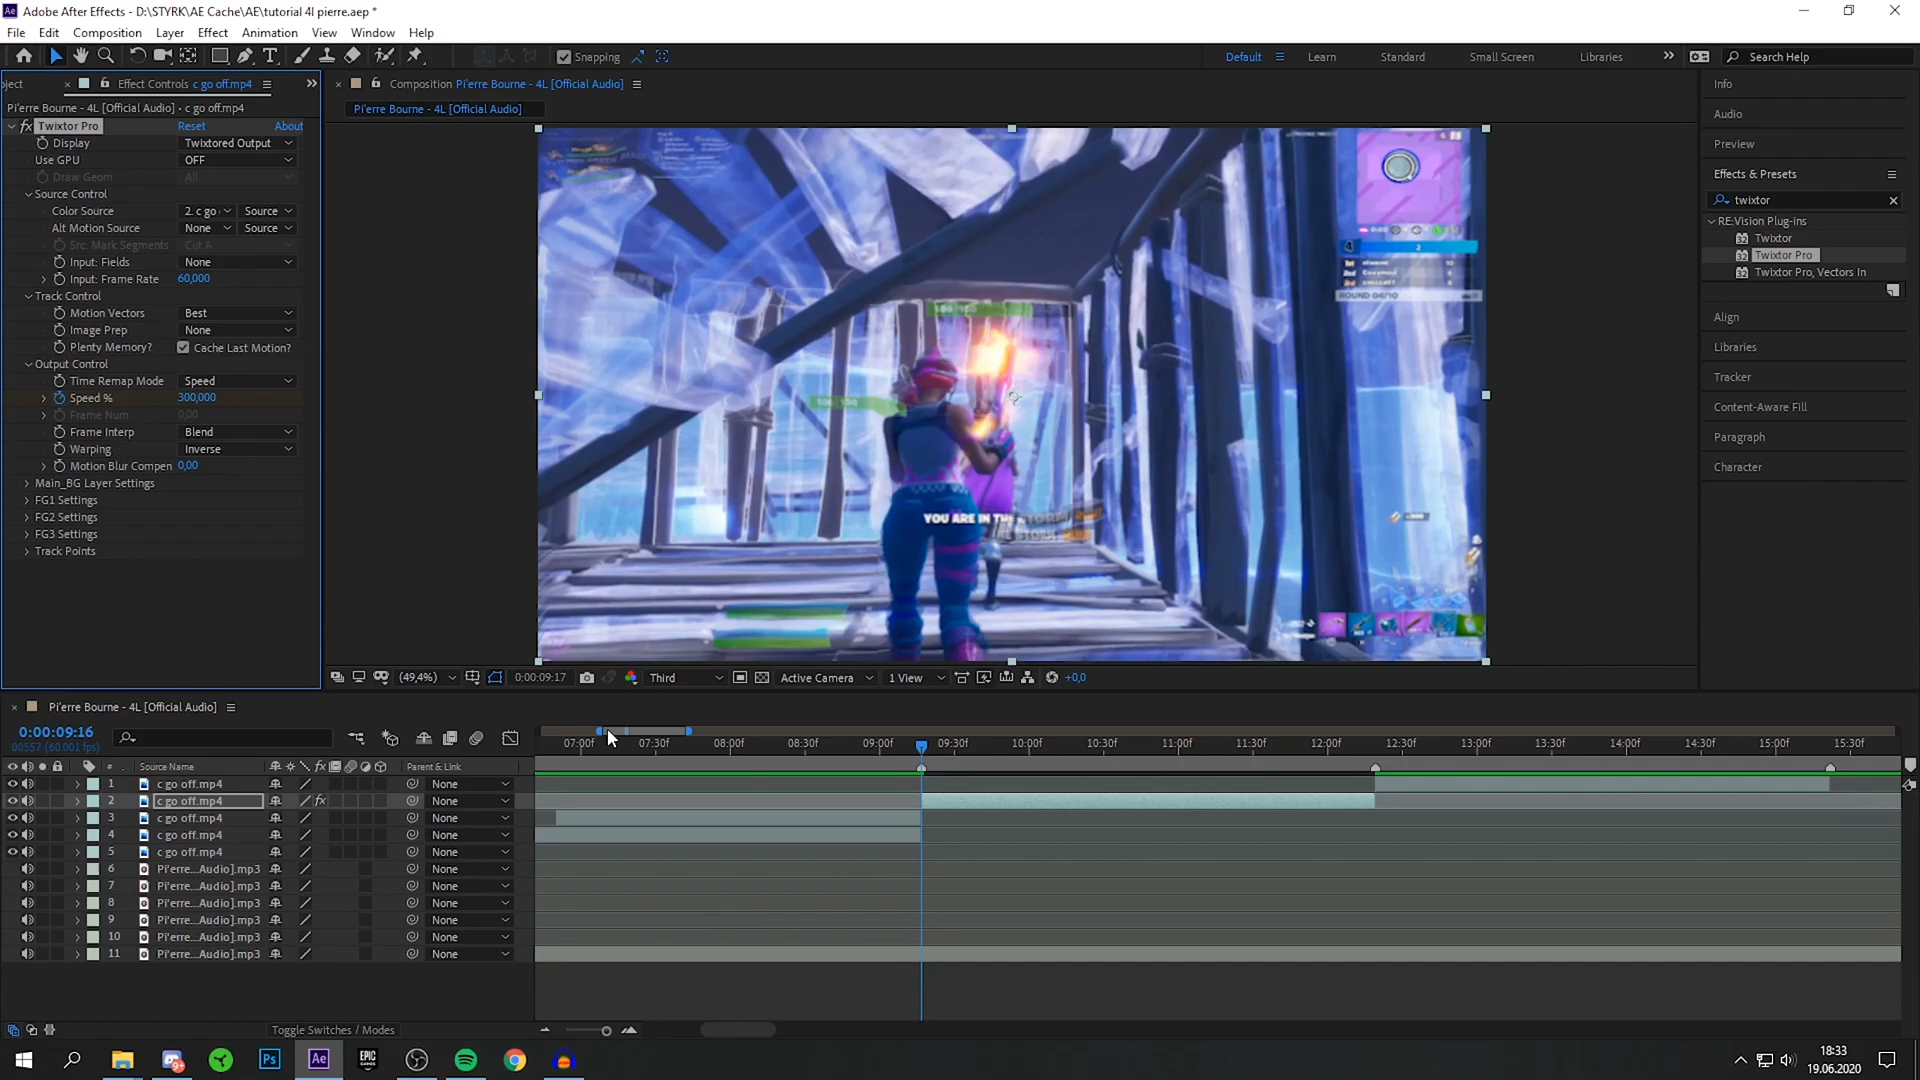 Adobe After Effects - D:\STYRK\AE Cache\AE\tutorial 4l pierre.aep *
File Edit Composition Layer Effect Animation View Window Help
Snapping
Default Learn Standard Small Screen Libraries Search Help
oject Effect Controls c go off.mp4
Pi'erre Bourne - 4L [Official Audio] • c go off.mp4
fx Twixtor Pro Reset About
Display Twixtored Output
Use GPU OFF
Draw Geom All
Source Control
Color Source 2. c go Source
Alt Motion Source None Source
Src: Mark Segments Cut A
Input: Fields None
Input: Frame Rate 60,000
Track Control
Motion Vectors Best
Image Prep None
Plenty Memory? Cache Last Motion?
Output Control
Time Remap Mode Speed
Speed % 300,000
Frame Num 0,00
Frame Interp Blend
Warping Inverse
Motion Blur Compen 0,00
Main_BG Layer Settings
FG1 Settings
FG2 Settings
FG3 Settings
Track Points
Composition Pi'erre Bourne - 4L [Official Audio]
Pi'erre Bourne - 4L [Official Audio]
ROUND 04/10
YOU ARE IN THE STORM!
(49,4%) 0:00:09:17 Third Active Camera 1 View +0,0
Info
Audio
Preview
Effects & Presets
twixtor
RE:Vision Plug-ins
Twixtor
Twixtor Pro
Twixtor Pro, Vectors In
Align
Libraries
Tracker
Content-Aware Fill
Paragraph
Character
Pi'erre Bourne - 4L [Official Audio]
0:00:09:16
00557 (60.001 fps)
07:00f 07:30f 08:00f 08:30f 09:00f 09:30f 10:00f 10:30f 11:00f 11:30f 12:00f 12:30f 13:00f 13:30f 14:00f 14:30f 15:00f 15:30f
# Source Name fx Parent & Link
1 c go off.mp4 None
2 c go off.mp4 fx None
3 c go off.mp4 None
4 c go off.mp4 None
5 c go off.mp4 None
6 Pi'erre...Audio].mp3 None
7 Pi'erre...Audio].mp3 None
8 Pi'erre...Audio].mp3 None
9 Pi'erre...Audio].mp3 None
10 Pi'erre...Audio].mp3 None
11 Pi'erre...Audio].mp3 None
Toggle Switches / Modes
Ps Ae EPIC GAMES
18:33
19.06.2020